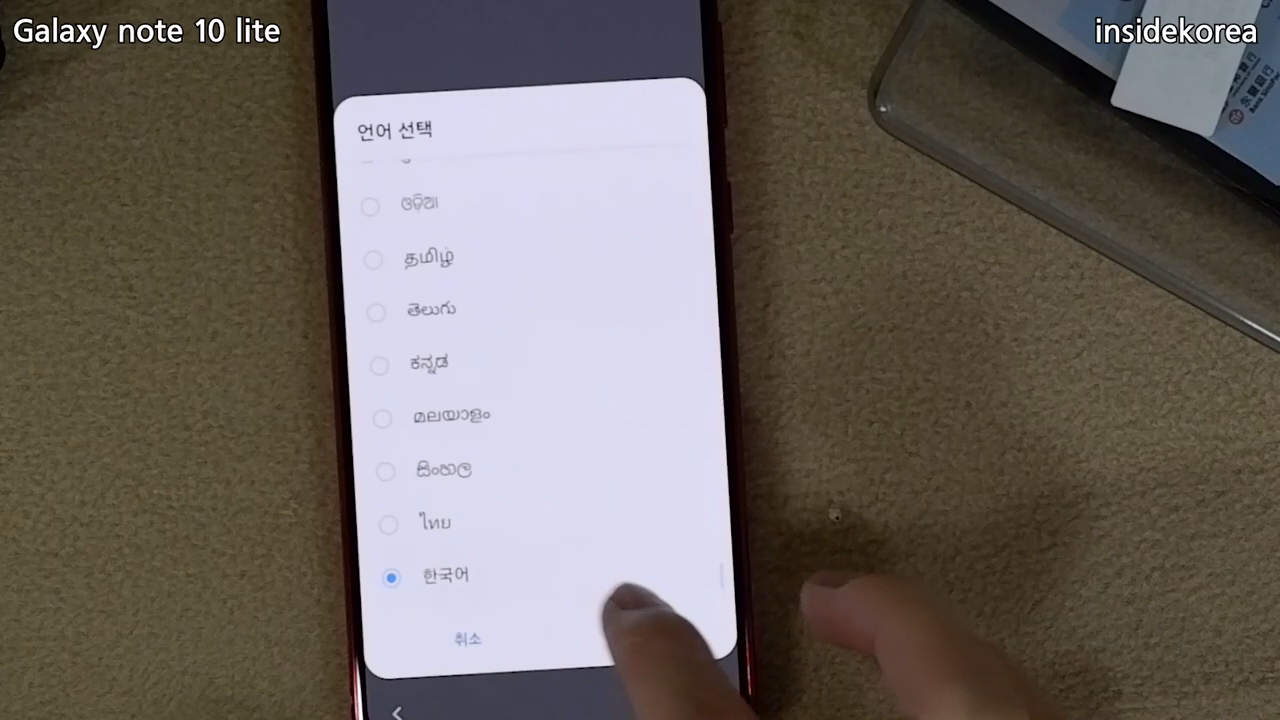 Galaxy note 10 lite
insidekorea
언어 선택
ଓଡ଼ିଆ
தமிழ்
తెలుగు
ಕನ್ನಡ
മലയാളം
සිංහල
ไทย
한국어
취소